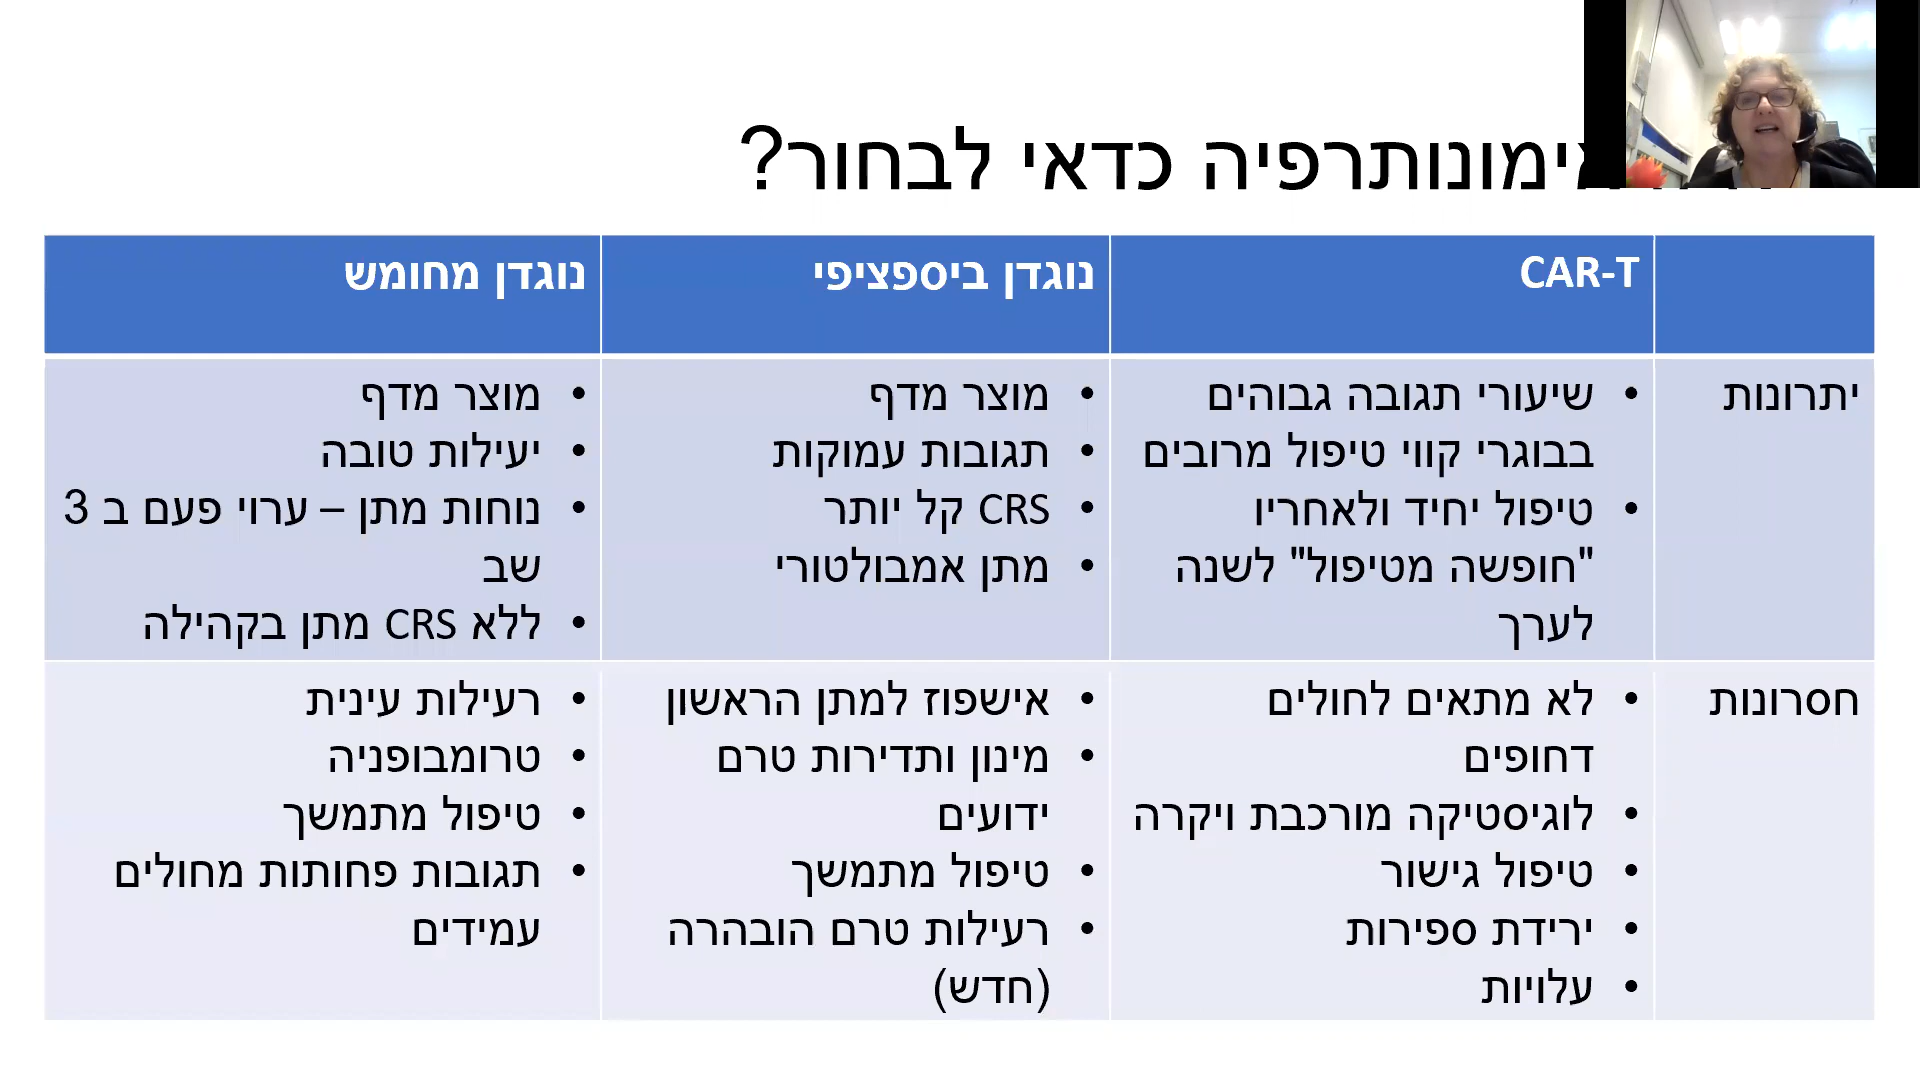 אימונותרפיה כדאי לבחור?
CAR-T
נוגדן ביספציפי
נוגדן מחומש
יתרונות
• שיעורי תגובה גבוהים
בבוגרי קווי טיפול מרובים
• טיפול יחיד ולאחריו
"חופשה מטיפול" לשנה
לערך
• מוצר מדף
• תגובות עמוקות
• CRS קל יותר
• מתן אמבולטורי
• מוצר מדף
• יעילות טובה
• נוחות מתן – ערוי פעם ב 3
שב
• ללא CRS מתן בקהילה
חסרונות
• לא מתאים לחולים
דחופים
• לוגיסטיקה מורכבת ויקרה
• טיפול גישור
• ירידת ספירות
• עלויות
• אישפוז למתן הראשון
• מינון ותדירות טרם
ידועים
• טיפול מתמשך
• רעילות טרם הובהרה
(חדש)
• רעילות עינית
• טרומבופניה
• טיפול מתמשך
• תגובות פחותות מחולים
עמידים